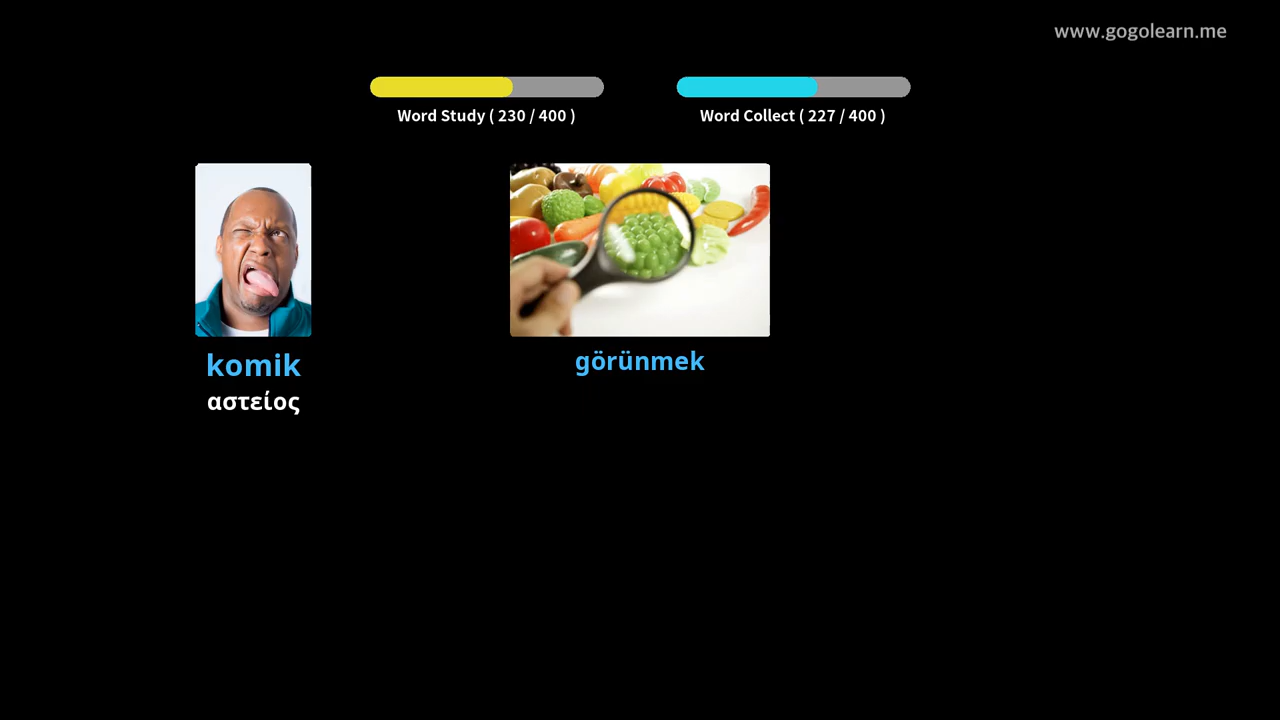 www.gogolearn.me
Word Study ( 230 / 400 )
Word Collect ( 227 / 400 )
komik
αστείος
görünmek